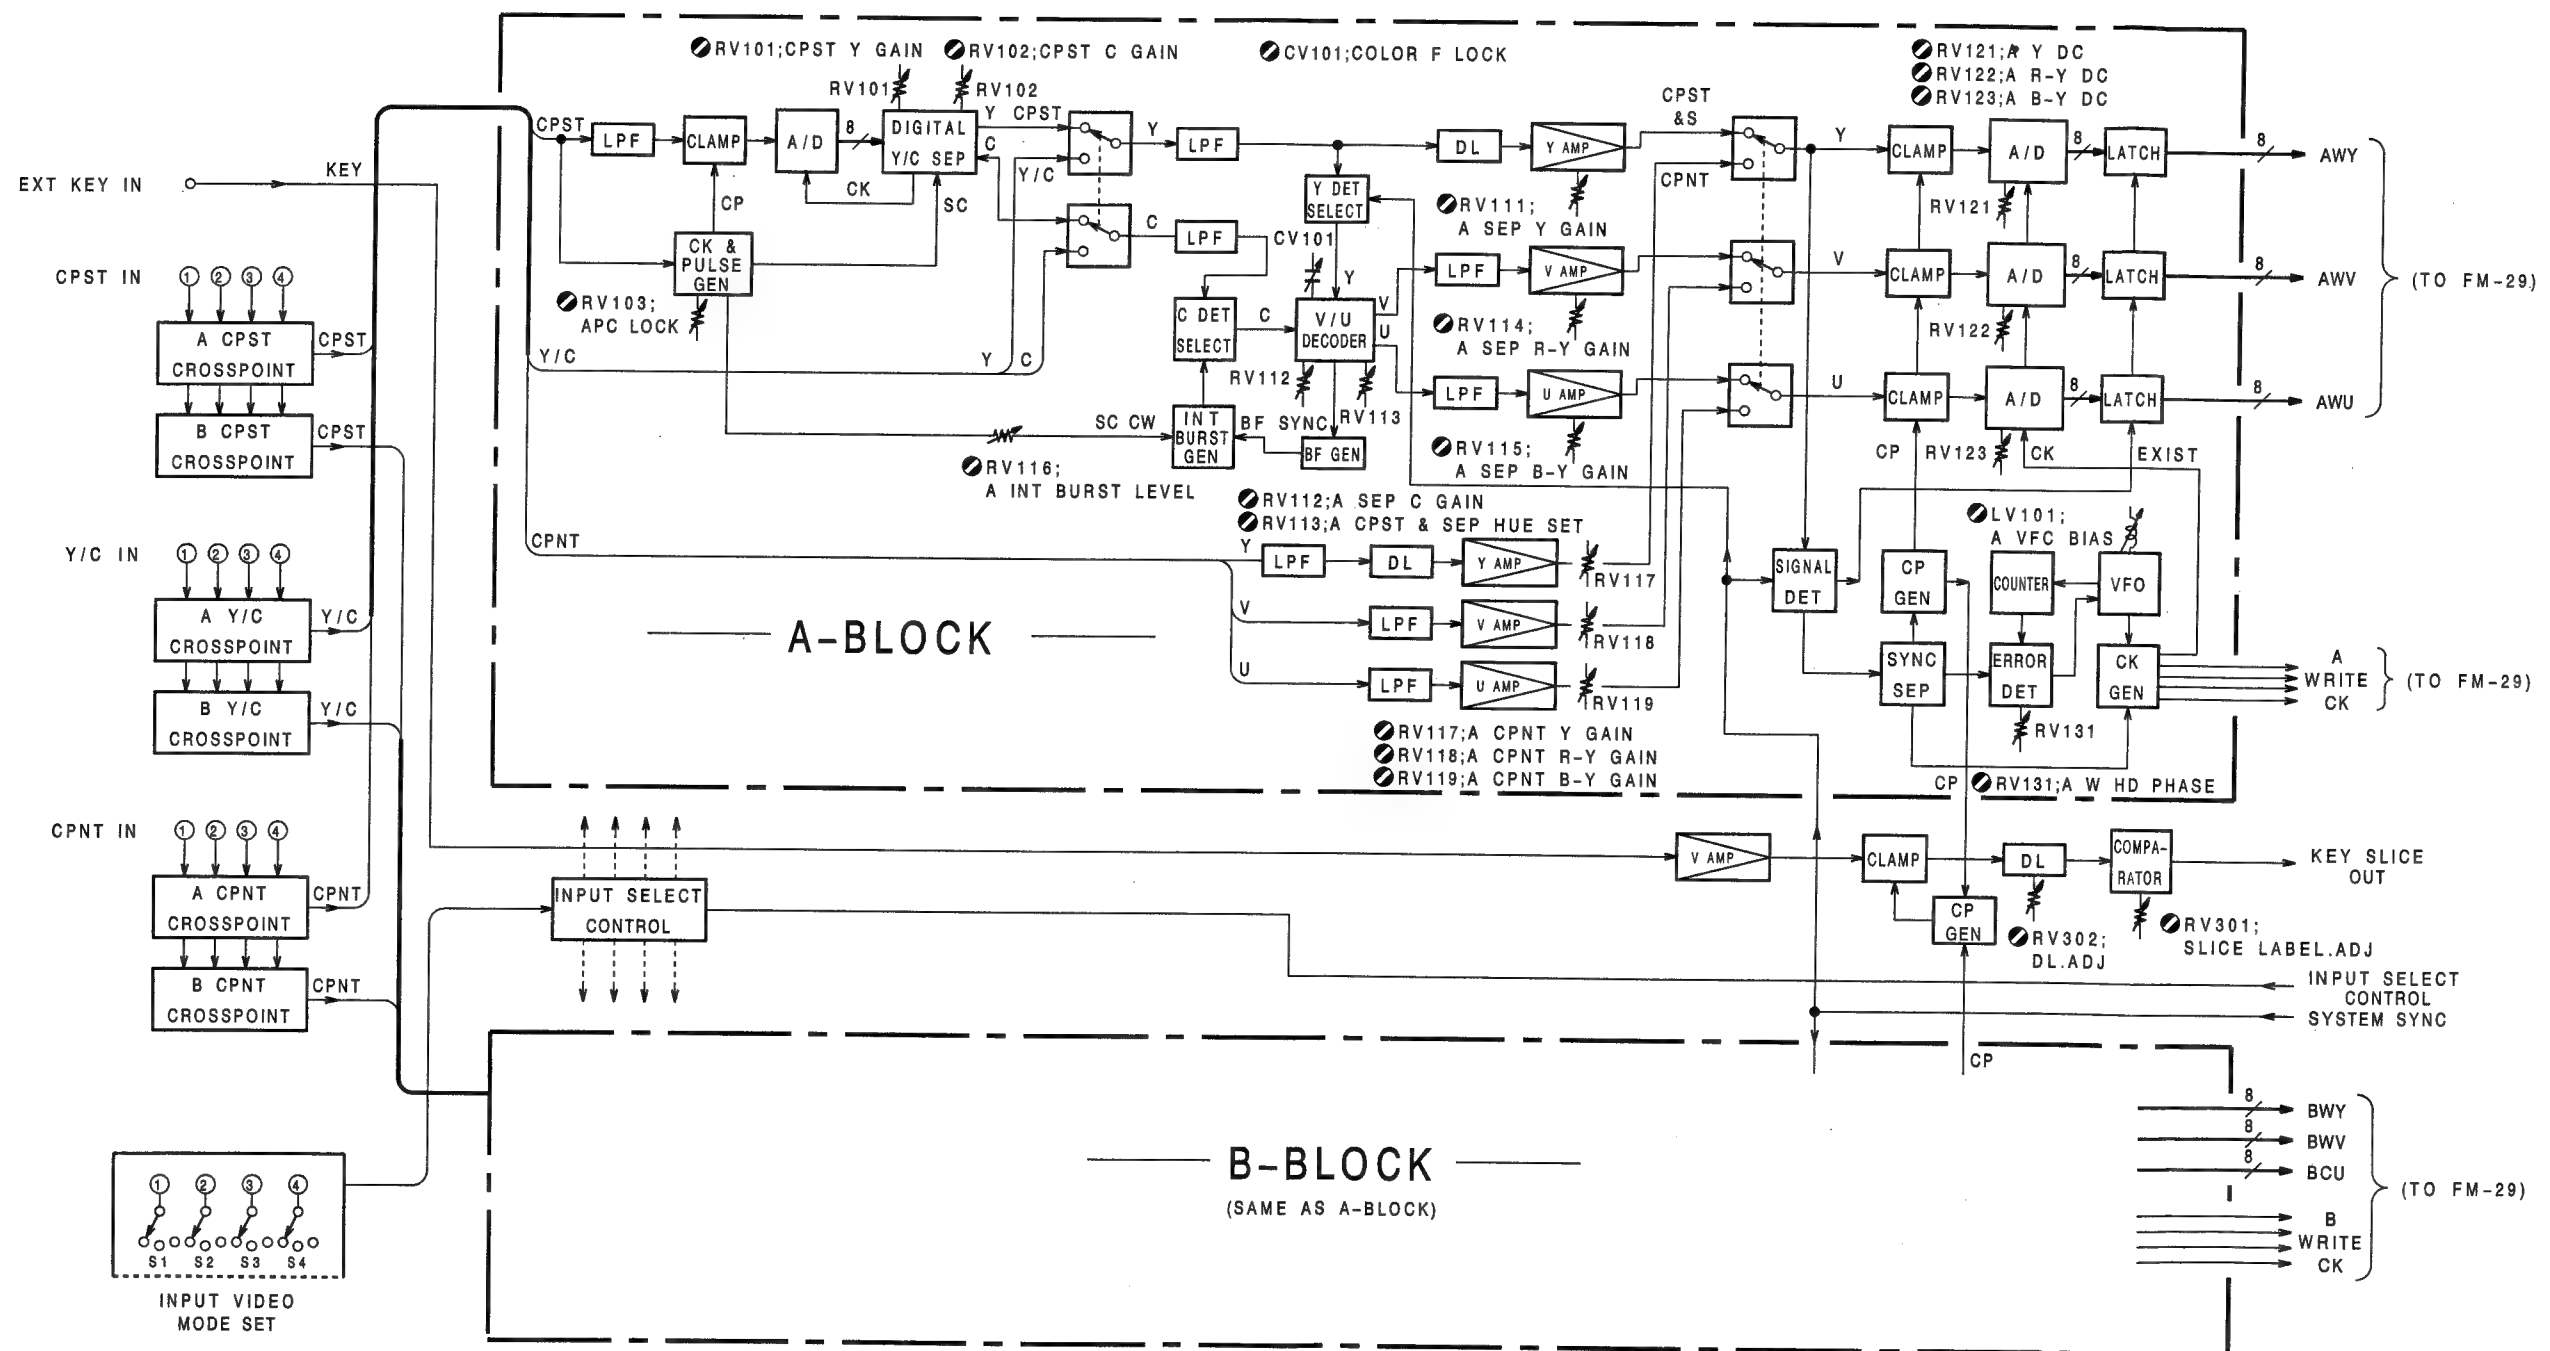 RV101;CPST Y GAIN
RV102;CPST C GAIN
CV101;COLOR F LOCK
RV121;A Y DC
RV122;A R-Y DC
RV123;A B-Y DC
RV101
RV102
CPST
LPF
CLAMP
A/D
8
DIGITAL
Y/C SEP
Y
CPST
C
Y/C
CK
CP
SC
Y
LPF
DL
Y AMP
CPST
&S
CPNT
Y
CLAMP
A/D
8
LATCH
8
AWY
EXT KEY IN
KEY
CK &
PULSE
GEN
RV103;
APC LOCK
C
LPF
Y DET
SELECT
CV101
Y
RV111;
A SEP Y GAIN
RV121
CPST IN
1 2 3 4
A CPST
CROSSPOINT
CPST
B CPST
CROSSPOINT
CPST
C DET
SELECT
C
V/U
DECODER
V
U
LPF
V AMP
RV114;
A SEP R-Y GAIN
V
CLAMP
A/D
8
LATCH
8
AWV
(TO FM-29)
RV122
Y/C
Y
C
RV112
RV113
LPF
U AMP
RV115;
A SEP B-Y GAIN
U
CLAMP
A/D
8
LATCH
8
AWU
SC CW
INT
BURST
GEN
BF SYNC
BF GEN
RV116;
A INT BURST LEVEL
CP
RV123
CK
EXIST
RV112;A SEP C GAIN
RV113;A CPST & SEP HUE SET
LV101;
A VFC BIAS
Y/C IN
1 2 3 4
A Y/C
CROSSPOINT
Y/C
B Y/C
CROSSPOINT
Y/C
CPNT
Y
LPF
DL
Y AMP
RV117
V
LPF
V AMP
RV118
U
LPF
U AMP
RV119
A-BLOCK
SIGNAL
DET
CP
GEN
COUNTER
VFO
SYNC
SEP
ERROR
DET
CK
GEN
RV131
A
WRITE
CK
(TO FM-29)
RV117;A CPNT Y GAIN
RV118;A CPNT R-Y GAIN
RV119;A CPNT B-Y GAIN
CP
RV131;A W HD PHASE
CPNT IN
1 2 3 4
A CPNT
CROSSPOINT
CPNT
B CPNT
CROSSPOINT
CPNT
INPUT SELECT
CONTROL
V AMP
CLAMP
DL
COMPA-
RATOR
KEY SLICE
OUT
CP
GEN
RV302;
DL.ADJ
RV301;
SLICE LABEL.ADJ
INPUT SELECT
CONTROL
SYSTEM SYNC
CP
B-BLOCK
(SAME AS A-BLOCK)
8
BWY
8
BWV
8
BCU
B
WRITE
CK
(TO FM-29)
1 2 3 4
S1 S2 S3 S4
INPUT VIDEO
MODE SET